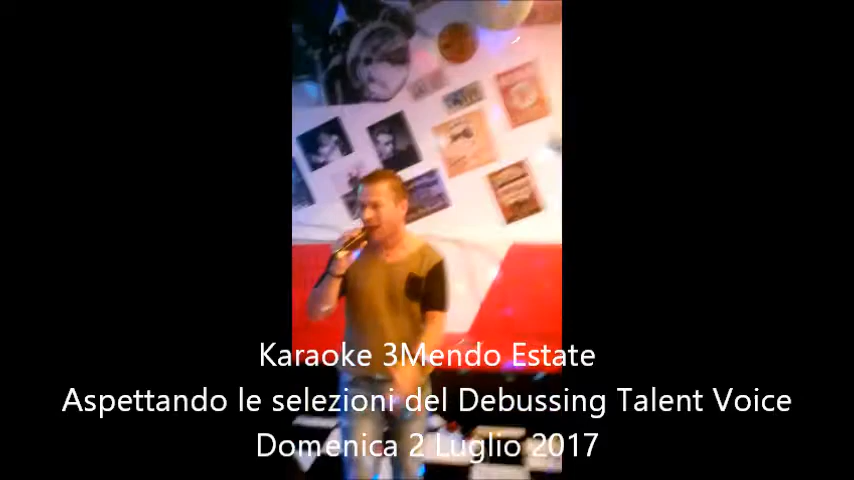 Karaoke 3Mendo Estate
Aspettando le selezioni del Debussing Talent Voice
Domenica 2 Luglio 2017